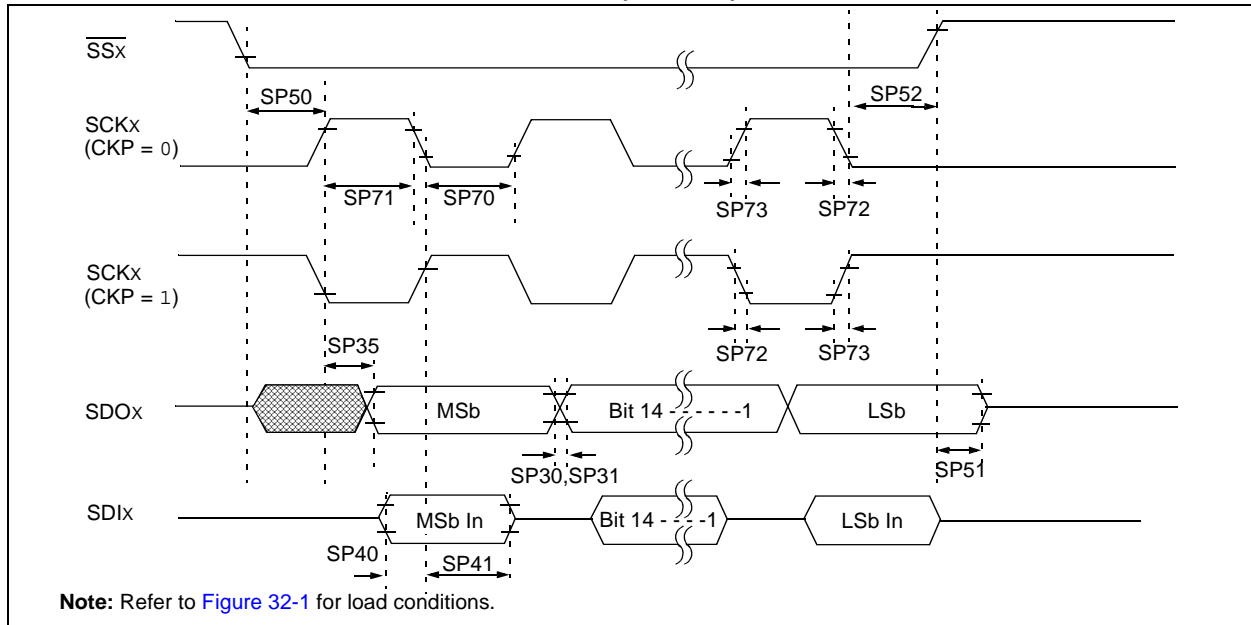 SSX
SP50
SP52
SCKX
(CKP = 0)
SP71
SP70
SP73
SP72
SCKX
(CKP = 1)
SP35
SP72
SP73
SDOX
MSb
Bit 14 - - - - - -1
LSb
SP30,SP31
SP51
SDIX
MSb In
Bit 14 - - - -1
LSb In
SP40
SP41
Note: Refer to Figure 32-1 for load conditions.